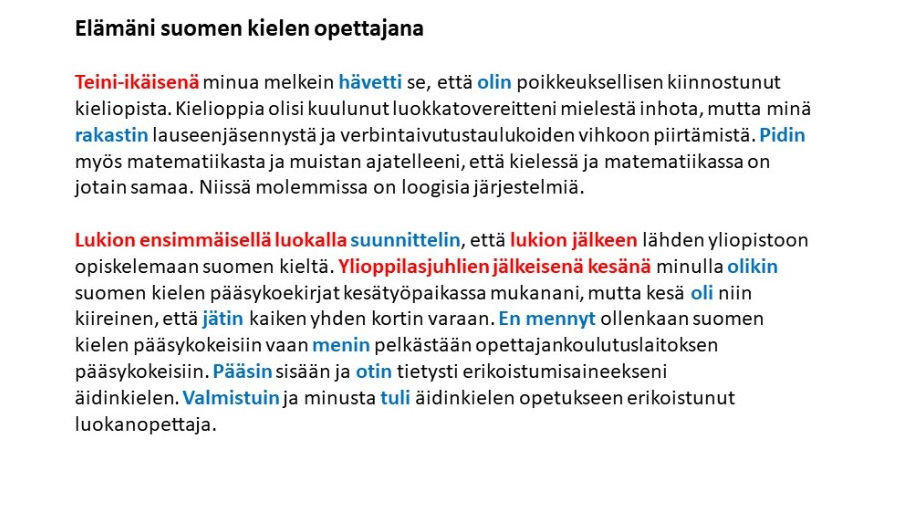 Elämäni suomen kielen opettajana
Teini-ikäisenä minua melkein hävetti se, että olin poikkeuksellisen kiinnostunut
kieliopista. Kielioppia olisi kuulunut luokkatovereitteni mielestä inhota, mutta minä
rakastin lauseenjäsennystä ja verbintaivutustaulukoiden vihkoon piirtämistä. Pidin
myös matematiikasta ja muistan ajatelleeni, että kielessä ja matematiikassa on
jotain samaa. Niissä molemmissa on loogisia järjestelmiä.
Lukion ensimmäisellä luokalla suunnittelin, että lukion jälkeen lähden yliopistoon
opiskelemaan suomen kieltä. Ylioppilasjuhlien jälkeisenä kesänä minulla olikin
suomen kielen pääsykoekirjat kesätyöpaikassa mukanani, mutta kesä oli niin
kiireinen, että jätin kaiken yhden kortin varaan. En mennyt ollenkaan suomen
kielen pääsykokeisiin vaan menin pelkästään opettajankoulutuslaitoksen
pääsykokeisiin. Pääsin sisään ja otin tietysti erikoistumisaineekseni
äidinkielen. Valmistuin ja minusta tuli äidinkielen opetukseen erikoistunut
luokanopettaja.